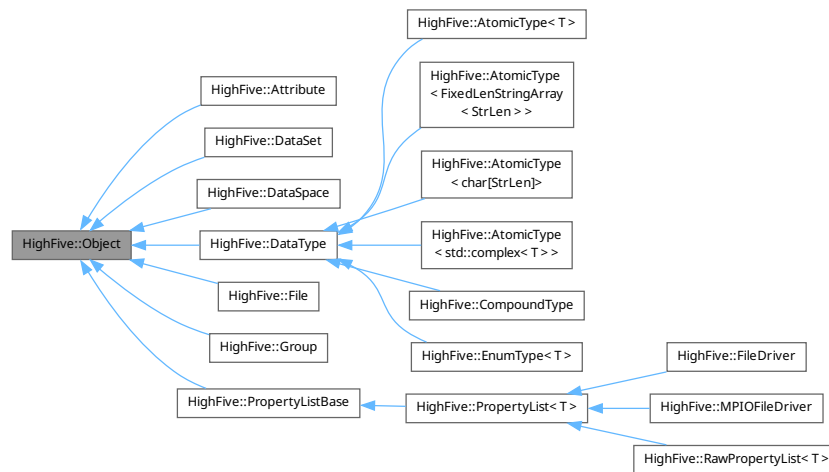 HighFive::AtomicType< T >
HighFive::AtomicType
< FixedLenStringArray
< StrLen > >
HighFive::Attribute
HighFive::DataSet
HighFive::AtomicType
< char[StrLen]>
HighFive::DataSpace
HighFive::Object
HighFive::DataType
HighFive::AtomicType
< std::complex< T > >
HighFive::File
HighFive::CompoundType
HighFive::Group
HighFive::EnumType< T >
HighFive::FileDriver
HighFive::PropertyListBase
HighFive::PropertyList< T >
HighFive::MPIOFileDriver
HighFive::RawPropertyList< T >